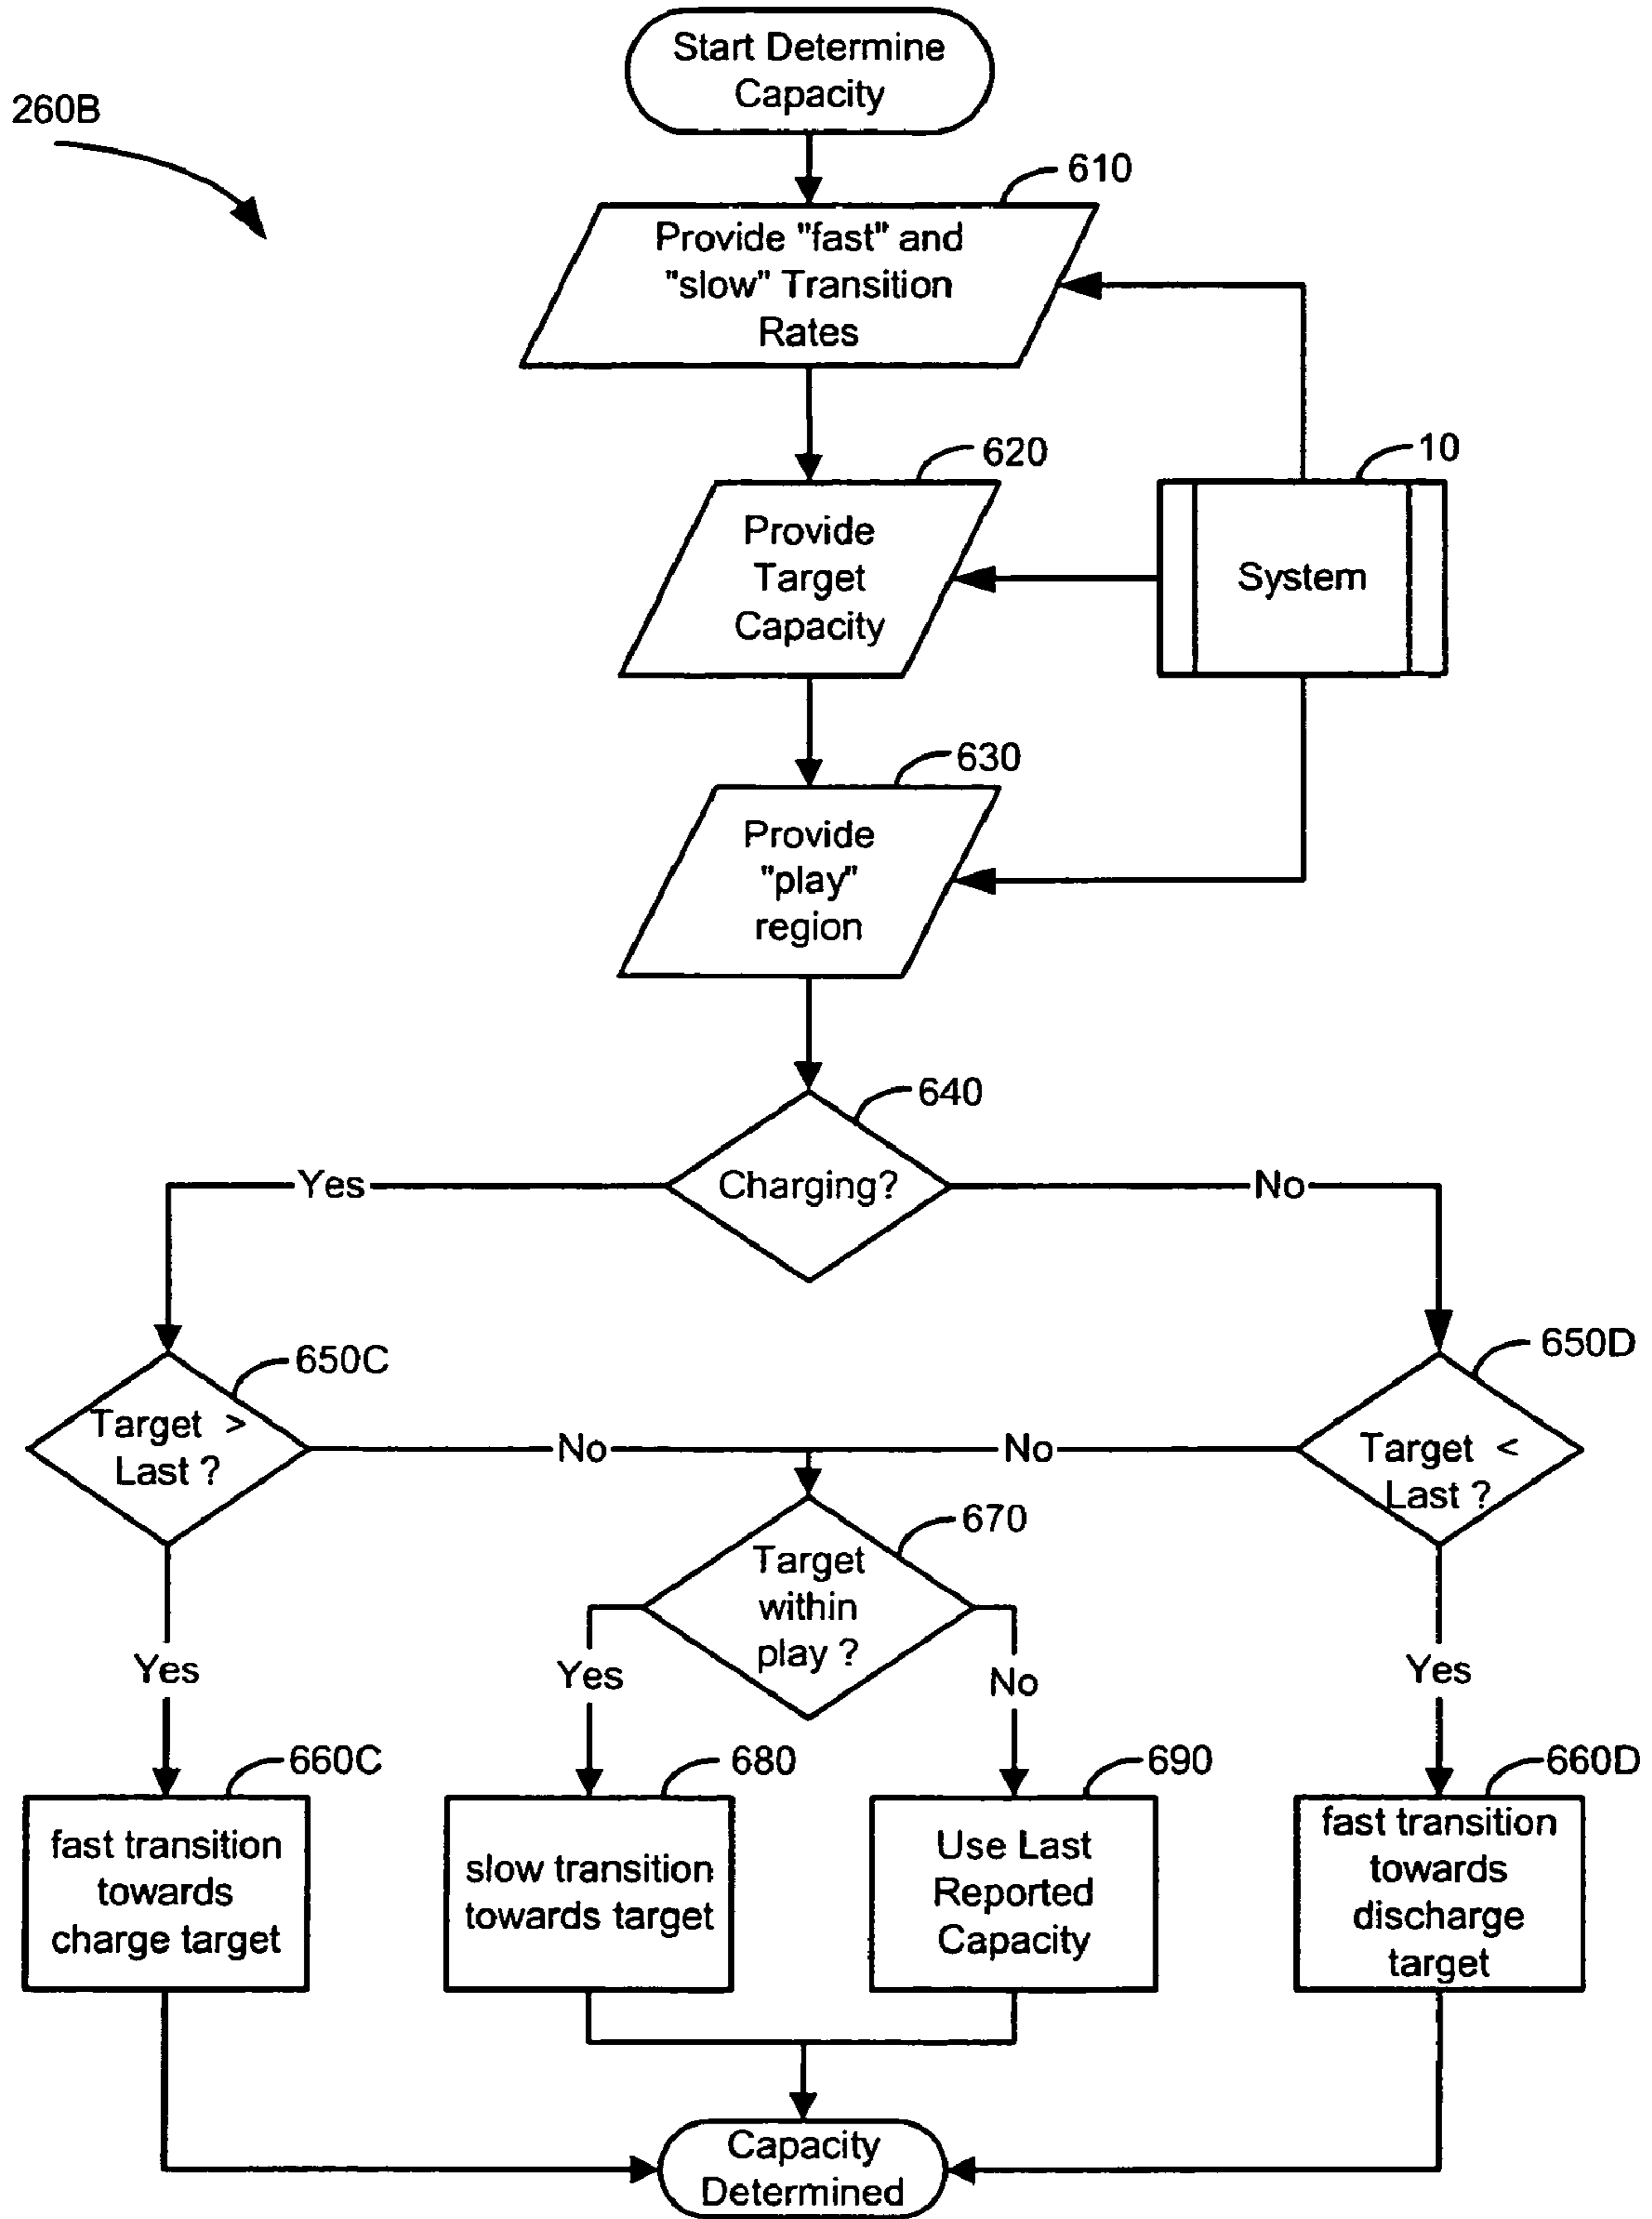 Start Determine
Capacity
260B
610
Provide "fast" and
"slow" Transition
Rates
620
10
Provide
Target
Capacity
System
630
Provide
"play"
region
640
Charging?
Yes
No
650C
650D
Target >
Last ?
No
No
Target <
Last ?
670
Target
within
play ?
Yes
Yes
No
Yes
660C
680
690
660D
fast transition
towards
charge target
slow transition
towards target
Use Last
Reported
Capacity
fast transition
towards
discharge
target
Capacity
Determined